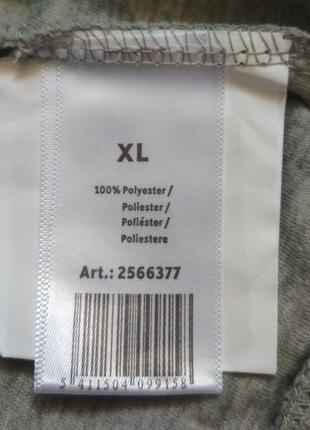 XL
100% Polyester /
Poliester /
Poliéster /
Poliestere
Art.: 2566377
5 411504 099158